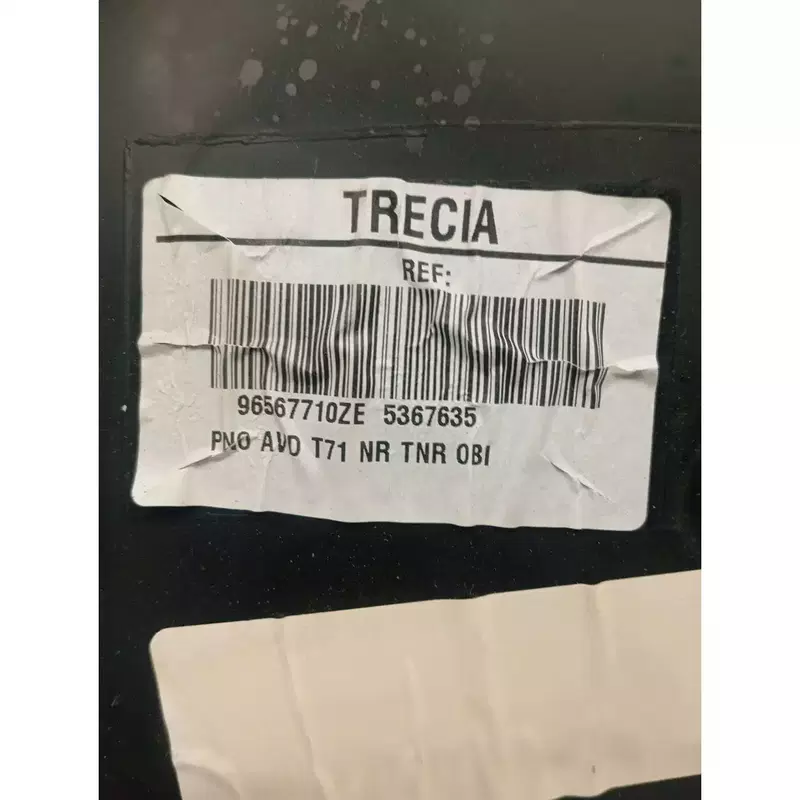 TRECIA
REF:
96567710ZE 5367635
PNO AVD T71 NR TNR OBI